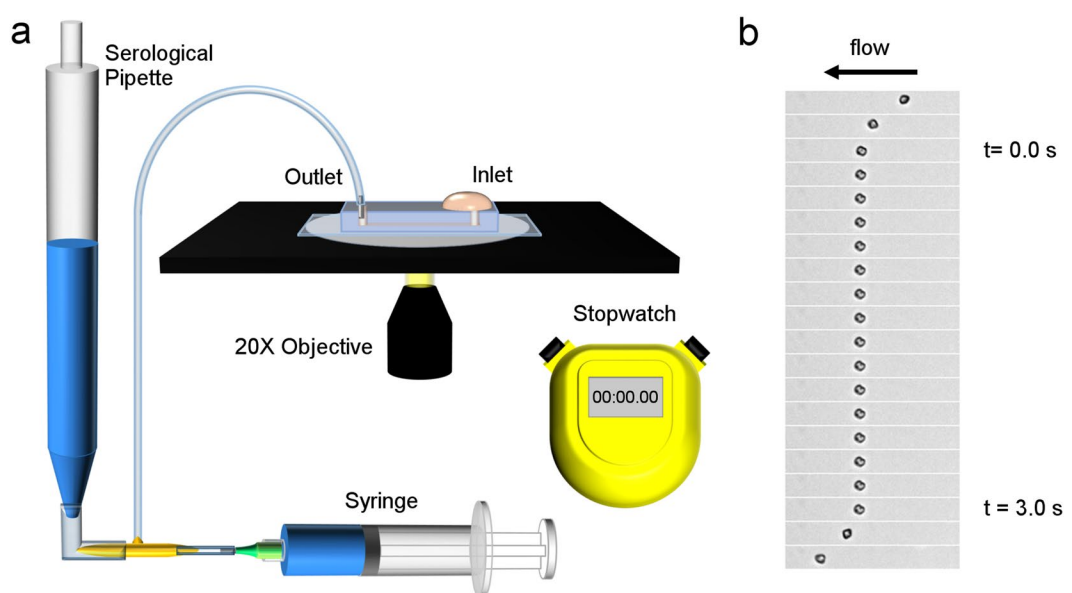 a
Serological
Pipette
Outlet
Inlet
20X Objective
Stopwatch
00:00.00
Syringe
b
flow
t= 0.0 s
t = 3.0 s